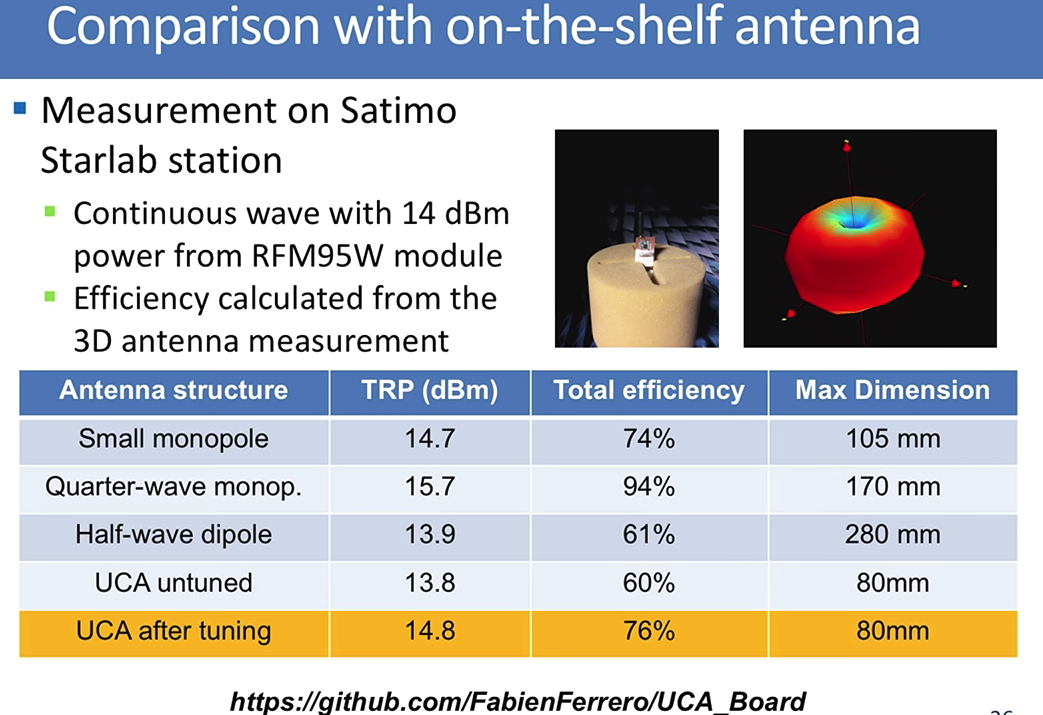 Comparison with on-the-shelf antenna
Measurement on Satimo
Starlab station
Continuous wave with 14 dBm
power from RFM95W module
Efficiency calculated from the
3D antenna measurement
Antenna structure TRP (dBm) Total efficiency Max Dimension
Small monopole 14.7 74% 105 mm
Quarter-wave monop. 15.7 94% 170 mm
Half-wave dipole 13.9 61% 280 mm
UCA untuned 13.8 60% 80mm
UCA after tuning 14.8 76% 80mm
https://github.com/FabienFerrero/UCA_Board